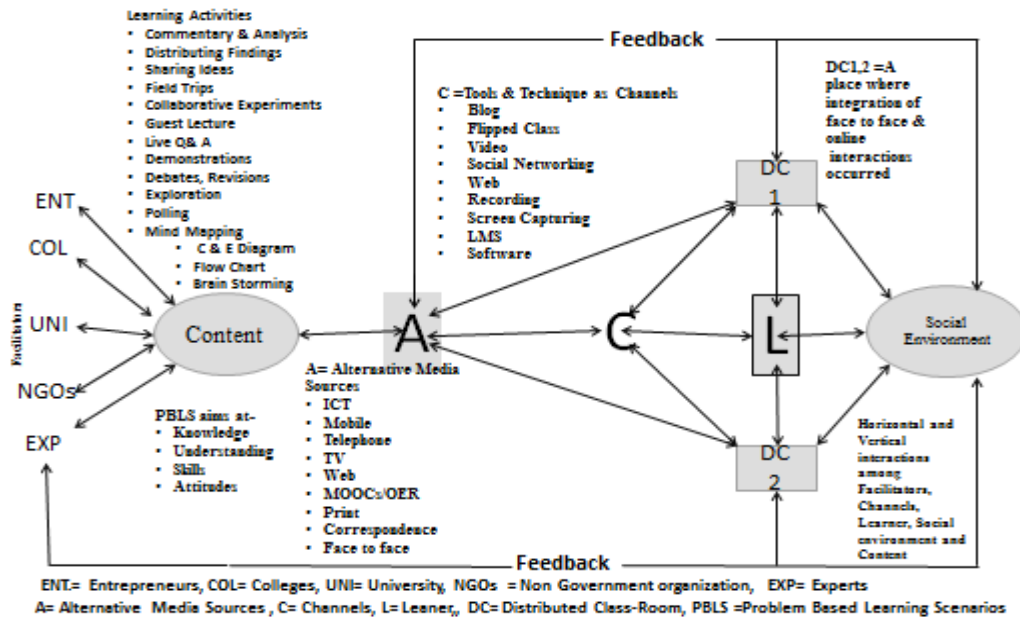 Learning Activities
• Commentary & Analysis
• Distributing Findings
• Sharing Ideas
• Field Trips
• Collaborative Experiments
• Guest Lecture
• Live Q& A
• Demonstrations
• Debates, Revisions
• Exploration
• Polling
• Mind Mapping
• C & E Diagram
• Flow Chart
• Brain Storming
Feedback
C =Tools & Technique as Channels
• Blog
• Flipped Class
• Video
• Social Networking
• Web
• Recording
• Screen Capturing
• LMS
• Software
DC1,2 =A
place where
integration of
face to face &
online
interactions
occurred
DC
1
ENT
COL
UNI
NGOs
EXP
Facilitators
Content
A
C
L
Social
Environment
PBLS aims at-
• Knowledge
• Understanding
• Skills
• Attitudes
A= Alternative Media
Sources
• ICT
• Mobile
• Telephone
• TV
• Web
• MOOCs/OER
• Print
• Correspondence
• Face to face
DC
2
Horizontal and
Vertical
interactions
among
Facilitators,
Channels,
Learner, Social
environment and
Content
Feedback
ENT.= Entrepreneurs, COL= Colleges, UNI= University, NGOs = Non Government organization, EXP= Experts
A= Alternative Media Sources , C= Channels, L= Leaner,, DC= Distributed Class-Room, PBLS =Problem Based Learning Scenarios